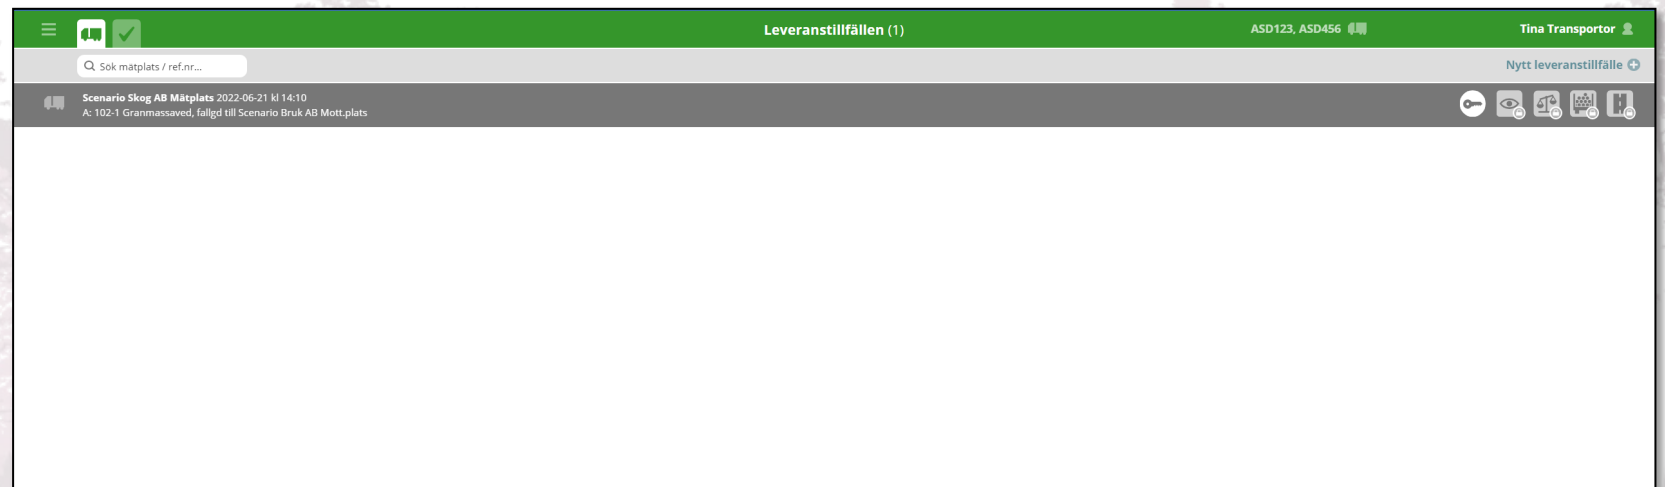 Leveranstillfällen (1)
ASD123, ASD456
Tina Transportor
Sök mätplats / ref.nr...
Nytt leveranstillfälle
Scenario Skog AB Mätplats 2022-06-21 kl 14:10
A: 102-1 Granmassaved, fallgd till Scenario Bruk AB Mott.plats